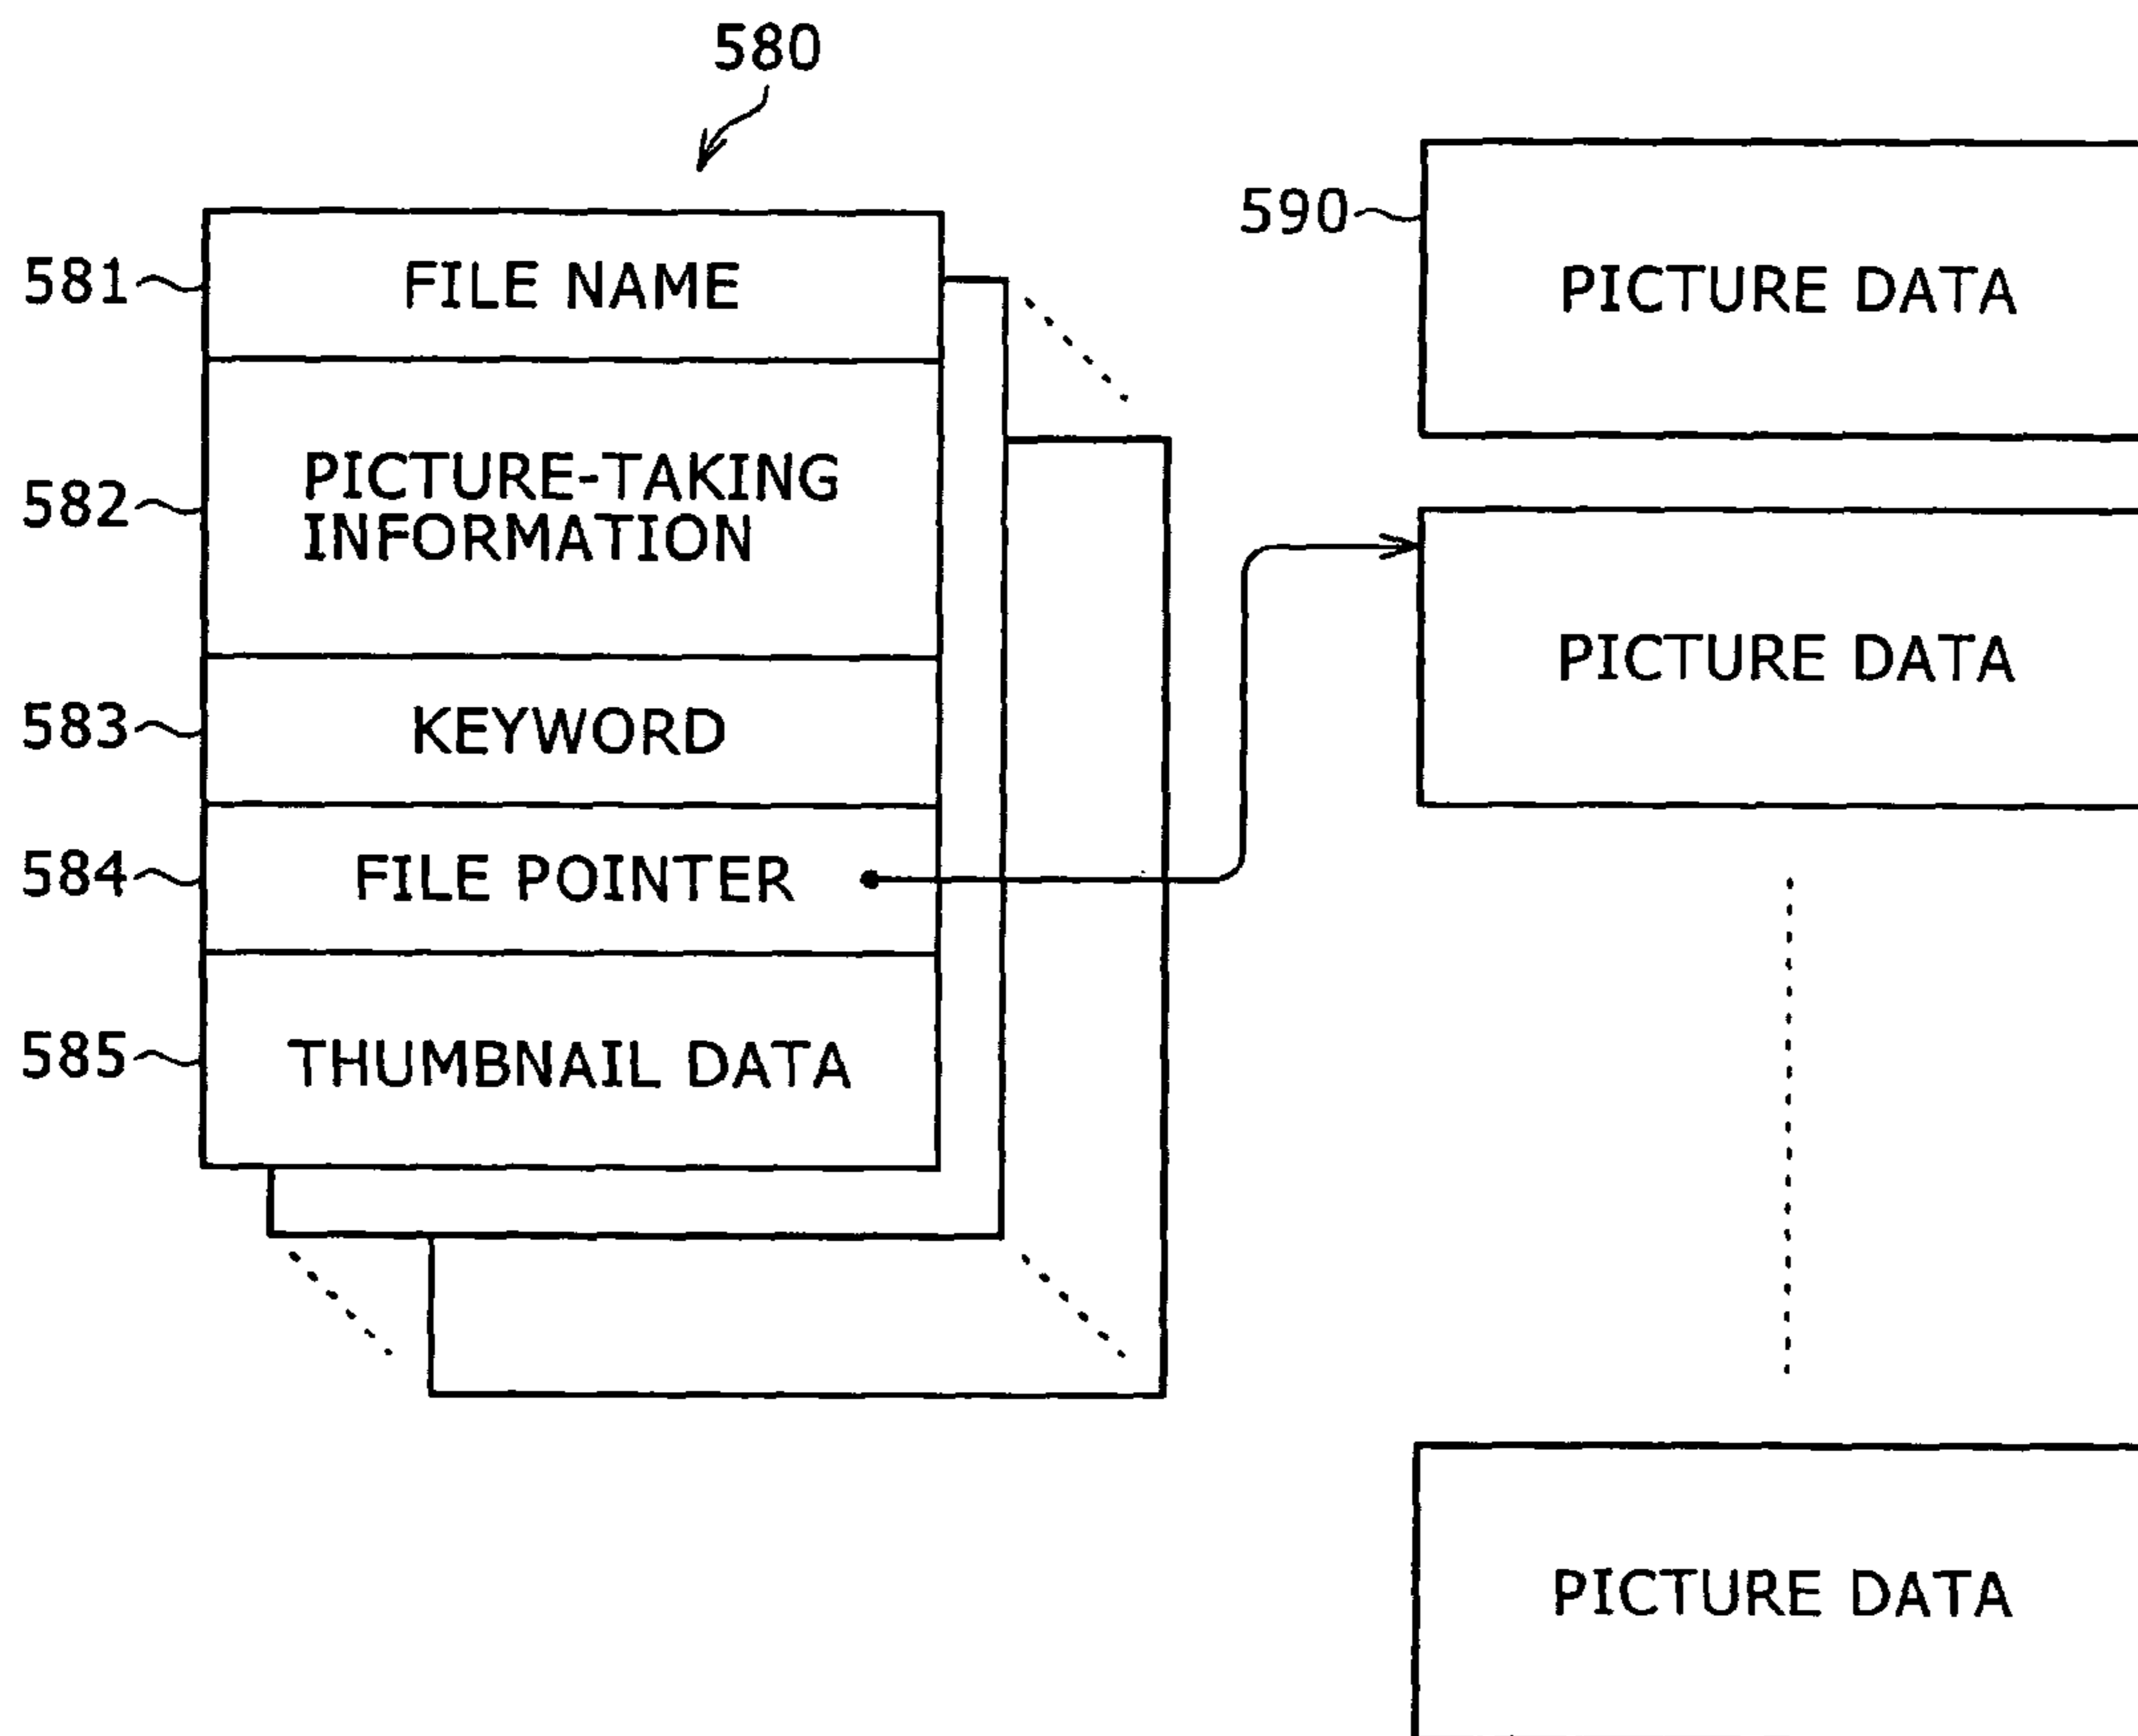 580
581
FILE NAME
582
PICTURE-TAKING
INFORMATION
583
KEYWORD
584
FILE POINTER
585
THUMBNAIL DATA
590
PICTURE DATA
PICTURE DATA
PICTURE DATA